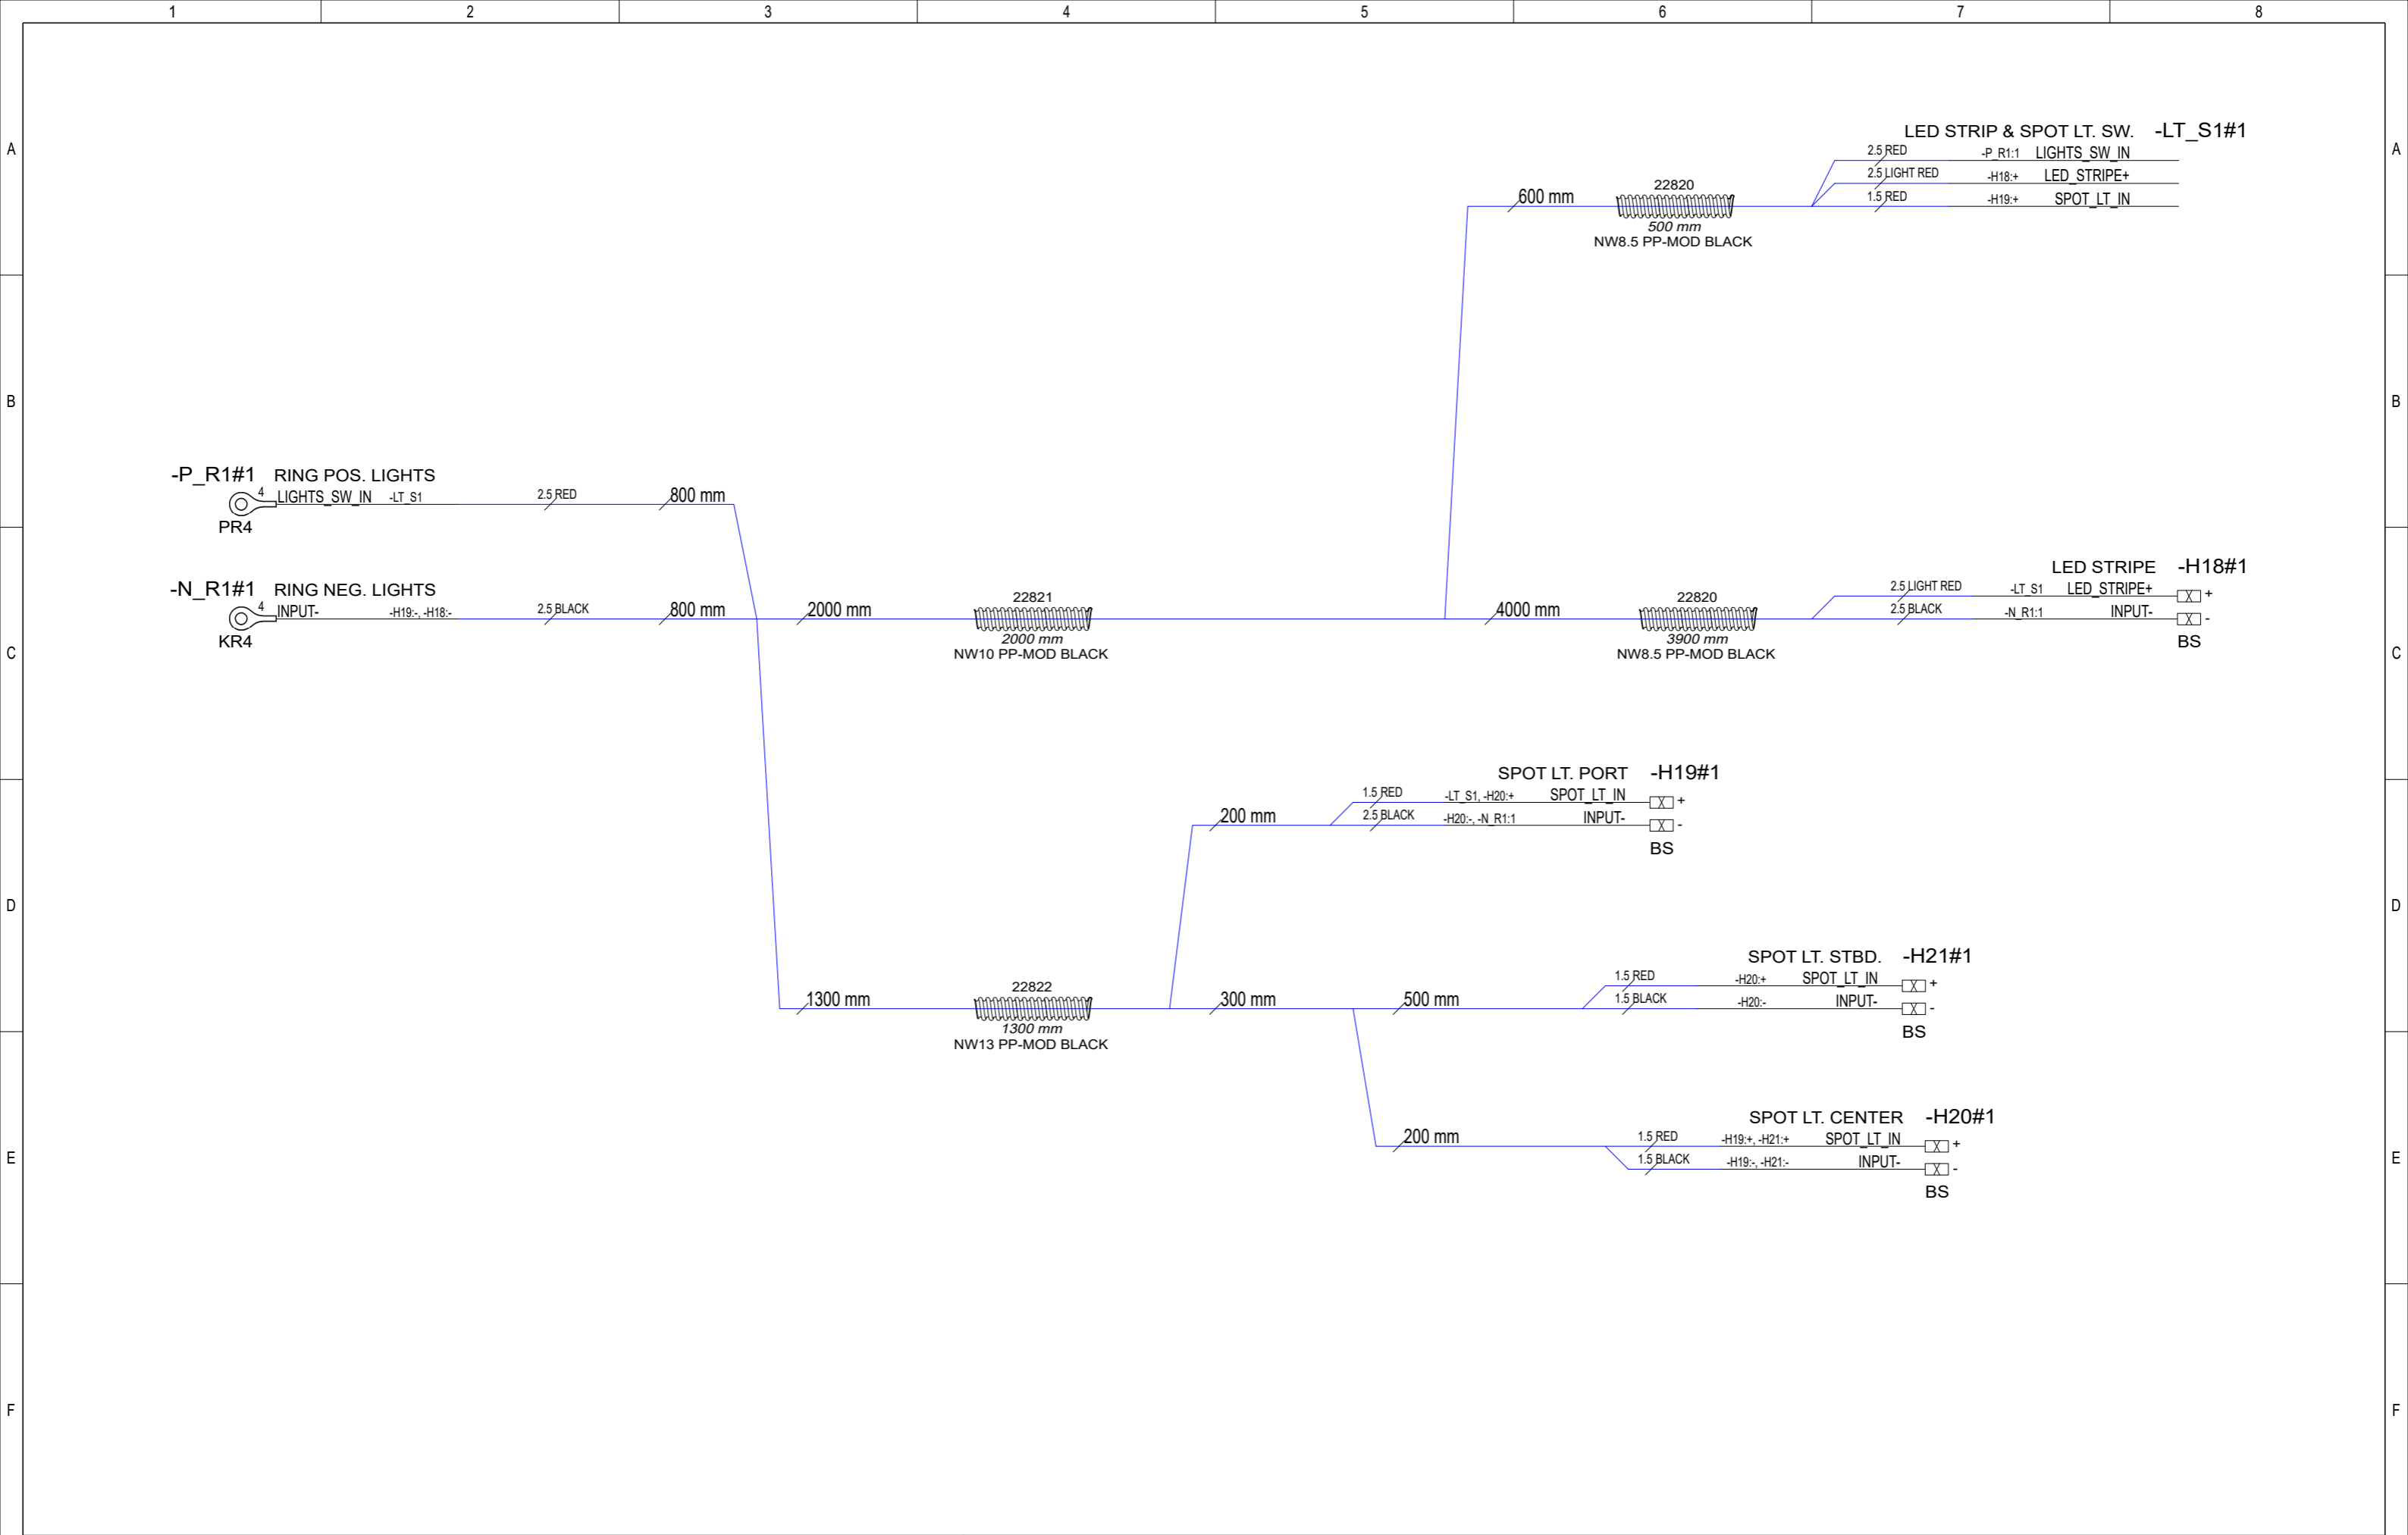 1 2 3 4 5 6 7 8
A A
LED STRIP & SPOT LT. SW. -LT_S1#1
2.5 RED -P_R1:1 LIGHTS_SW_IN
2.5 LIGHT RED -H18:+ LED_STRIPE+
1.5 RED -H19:+ SPOT_LT_IN
600 mm
22820
500 mm
NW8.5 PP-MOD BLACK
B B
-P_R1#1 RING POS. LIGHTS
4 LIGHTS_SW_IN -LT_S1 2.5 RED 800 mm
PR4
-N_R1#1 RING NEG. LIGHTS
4 INPUT- -H19:-, -H18:- 2.5 BLACK 800 mm
KR4
2000 mm
22821
2000 mm
NW10 PP-MOD BLACK
4000 mm
22820
3900 mm
NW8.5 PP-MOD BLACK
LED STRIPE -H18#1
2.5 LIGHT RED -LT_S1 LED_STRIPE+ X +
2.5 BLACK -N_R1:1 INPUT- X -
BS
C C
SPOT LT. PORT -H19#1
1.5 RED -LT_S1, -H20:+ SPOT_LT_IN X +
200 mm 2.5 BLACK -H20:-, -N_R1:1 INPUT- X -
BS
D D
SPOT LT. STBD. -H21#1
1.5 RED -H20:+ SPOT_LT_IN X +
1300 mm
22822
1300 mm
NW13 PP-MOD BLACK
300 mm 500 mm 1.5 BLACK -H20:- INPUT- X -
BS
SPOT LT. CENTER -H20#1
200 mm 1.5 RED -H19:+, -H21:+ SPOT_LT_IN X +
1.5 BLACK -H19:-, -H21:- INPUT- X -
BS
E E
F F